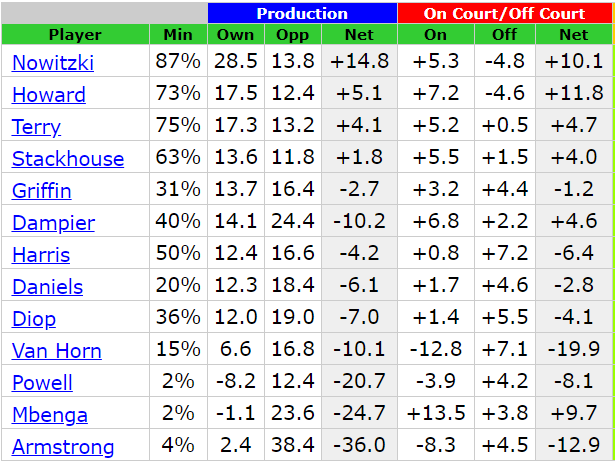 Production On Court/Off Court
Player Min Own Opp Net On Off Net
Nowitzki 87% 28.5 13.8 +14.8 +5.3 -4.8 +10.1
Howard 73% 17.5 12.4 +5.1 +7.2 -4.6 +11.8
Terry 75% 17.3 13.2 +4.1 +5.2 +0.5 +4.7
Stackhouse 63% 13.6 11.8 +1.8 +5.5 +1.5 +4.0
Griffin 31% 13.7 16.4 -2.7 +3.2 +4.4 -1.2
Dampier 40% 14.1 24.4 -10.2 +6.8 +2.2 +4.6
Harris 50% 12.4 16.6 -4.2 +0.8 +7.2 -6.4
Daniels 20% 12.3 18.4 -6.1 +1.7 +4.6 -2.8
Diop 36% 12.0 19.0 -7.0 +1.4 +5.5 -4.1
Van Horn 15% 6.6 16.8 -10.1 -12.8 +7.1 -19.9
Powell 2% -8.2 12.4 -20.7 -3.9 +4.2 -8.1
Mbenga 2% -1.1 23.6 -24.7 +13.5 +3.8 +9.7
Armstrong 4% 2.4 38.4 -36.0 -8.3 +4.5 -12.9